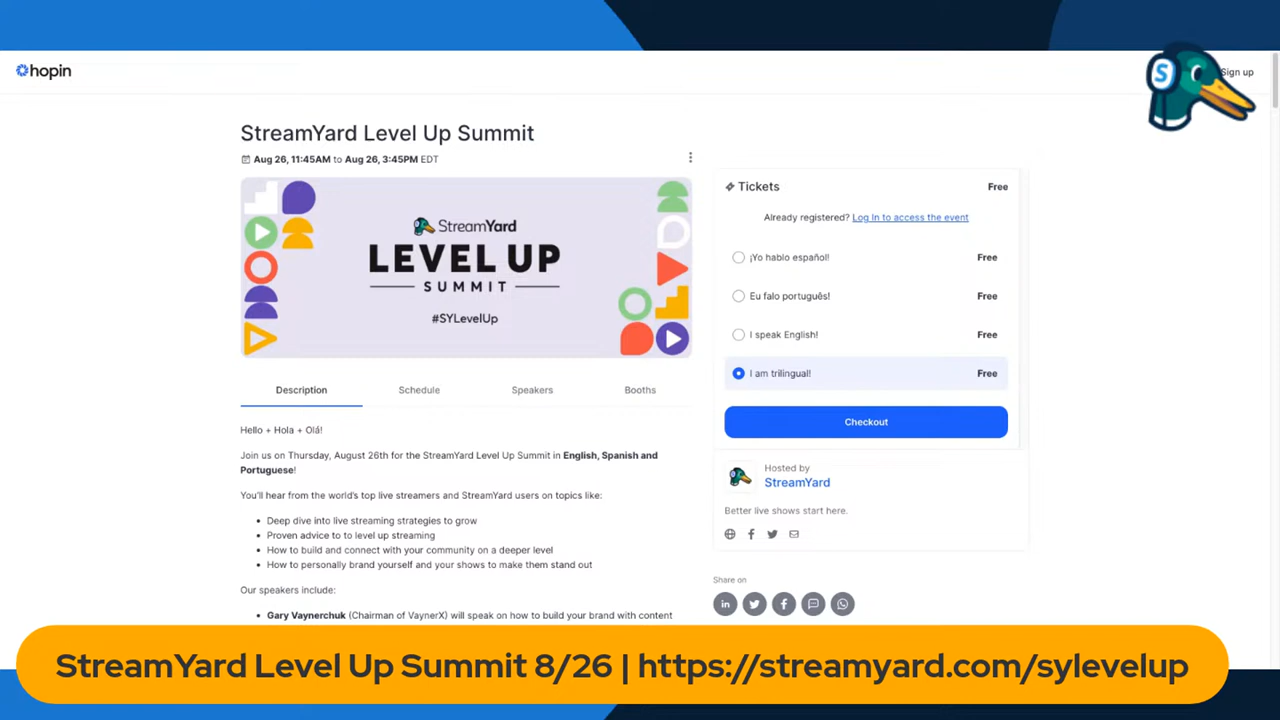 hopin
S
Sign up
StreamYard Level Up Summit
Aug 26, 11:45AM to Aug 26, 3:45PM EDT
StreamYard
LEVEL UP
SUMMIT
#SYLevelUp
Tickets
Free
Already registered? Log In to access the event
¡Yo hablo español! Free
Eu falo português! Free
I speak English! Free
I am trilingual! Free
Checkout
Hosted by
StreamYard
Better live shows start here.
Share on
Description Schedule Speakers Booths
Hello + Hola + Olá!
Join us on Thursday, August 26th for the StreamYard Level Up Summit in English, Spanish and
Portuguese!
You'll hear from the world's top live streamers and StreamYard users on topics like:
• Deep dive into live streaming strategies to grow
• Proven advice to to level up streaming
• How to build and connect with your community on a deeper level
• How to personally brand yourself and your shows to make them stand out
Our speakers include:
• Gary Vaynerchuk (Chairman of VaynerX) will speak on how to build your brand with content
StreamYard Level Up Summit 8/26 | https://streamyard.com/sylevelup